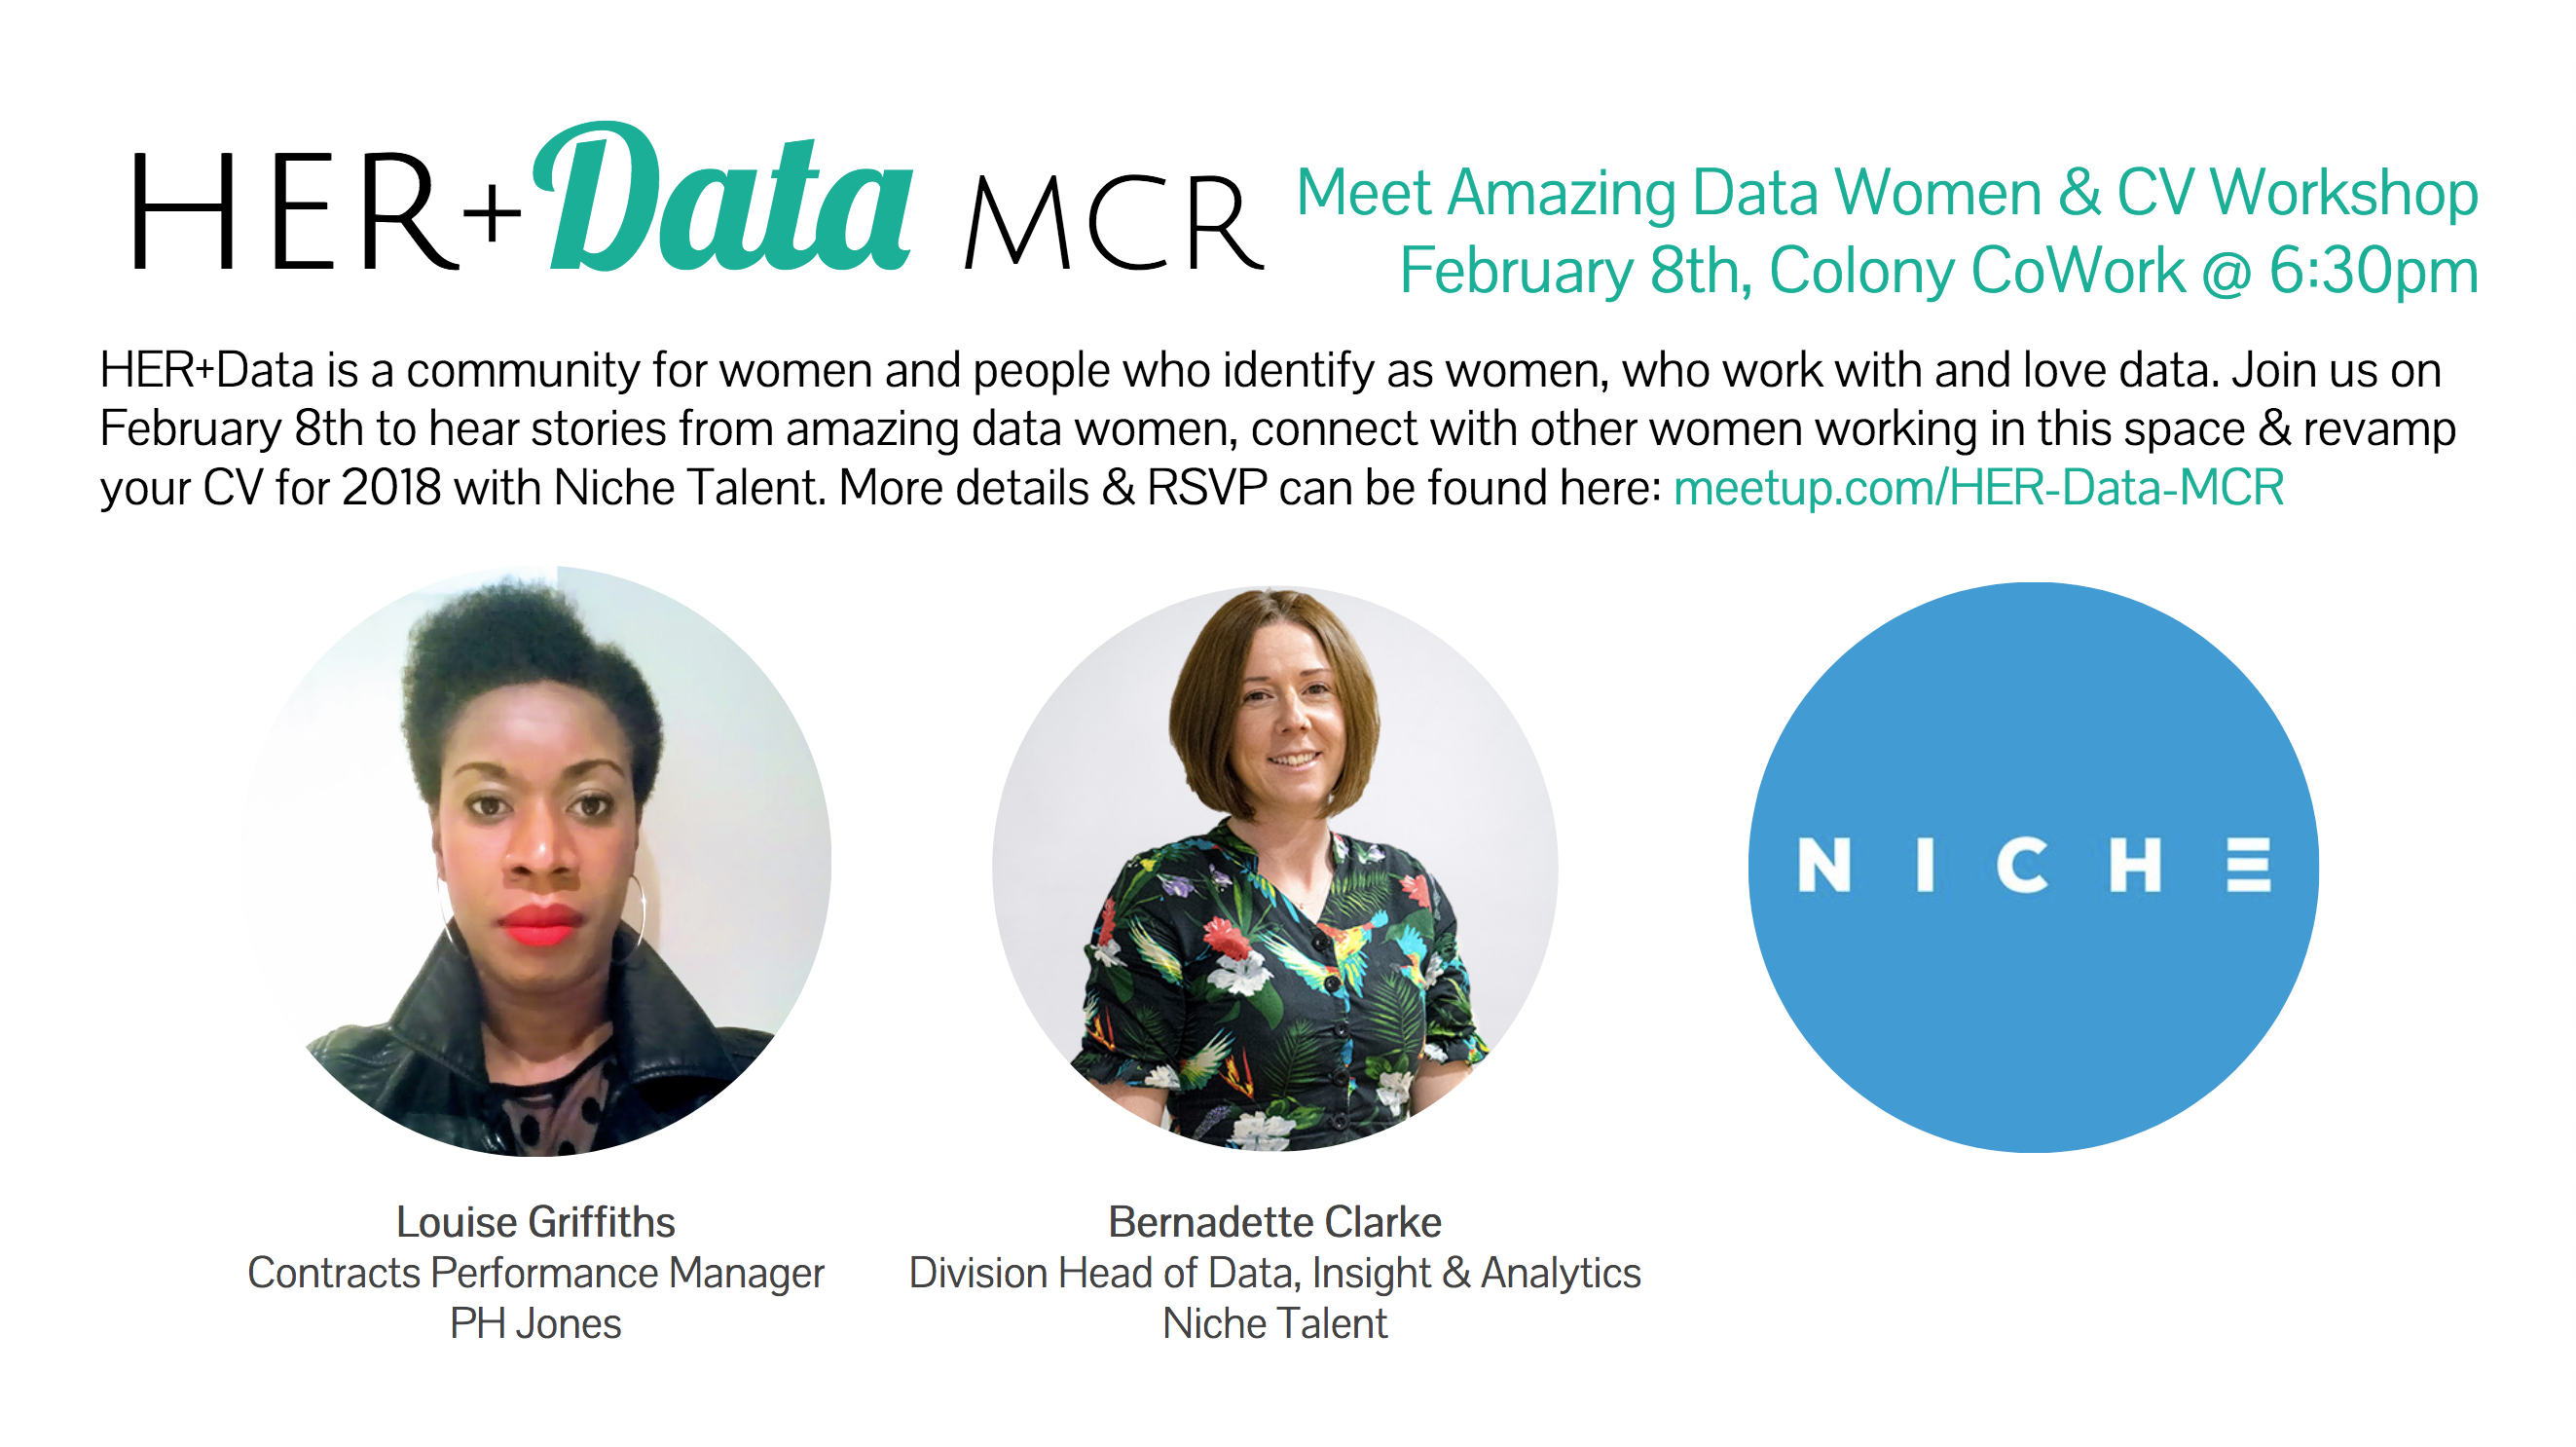 HER+Data MCR
Meet Amazing Data Women & CV Workshop
February 8th, Colony CoWork @ 6:30pm
HER+Data is a community for women and people who identify as women, who work with and love data. Join us on
February 8th to hear stories from amazing data women, connect with other women working in this space & revamp
your CV for 2018 with Niche Talent. More details & RSVP can be found here: meetup.com/HER-Data-MCR
NICHE
Louise Griffiths
Contracts Performance Manager
PH Jones
Bernadette Clarke
Division Head of Data, Insight & Analytics
Niche Talent